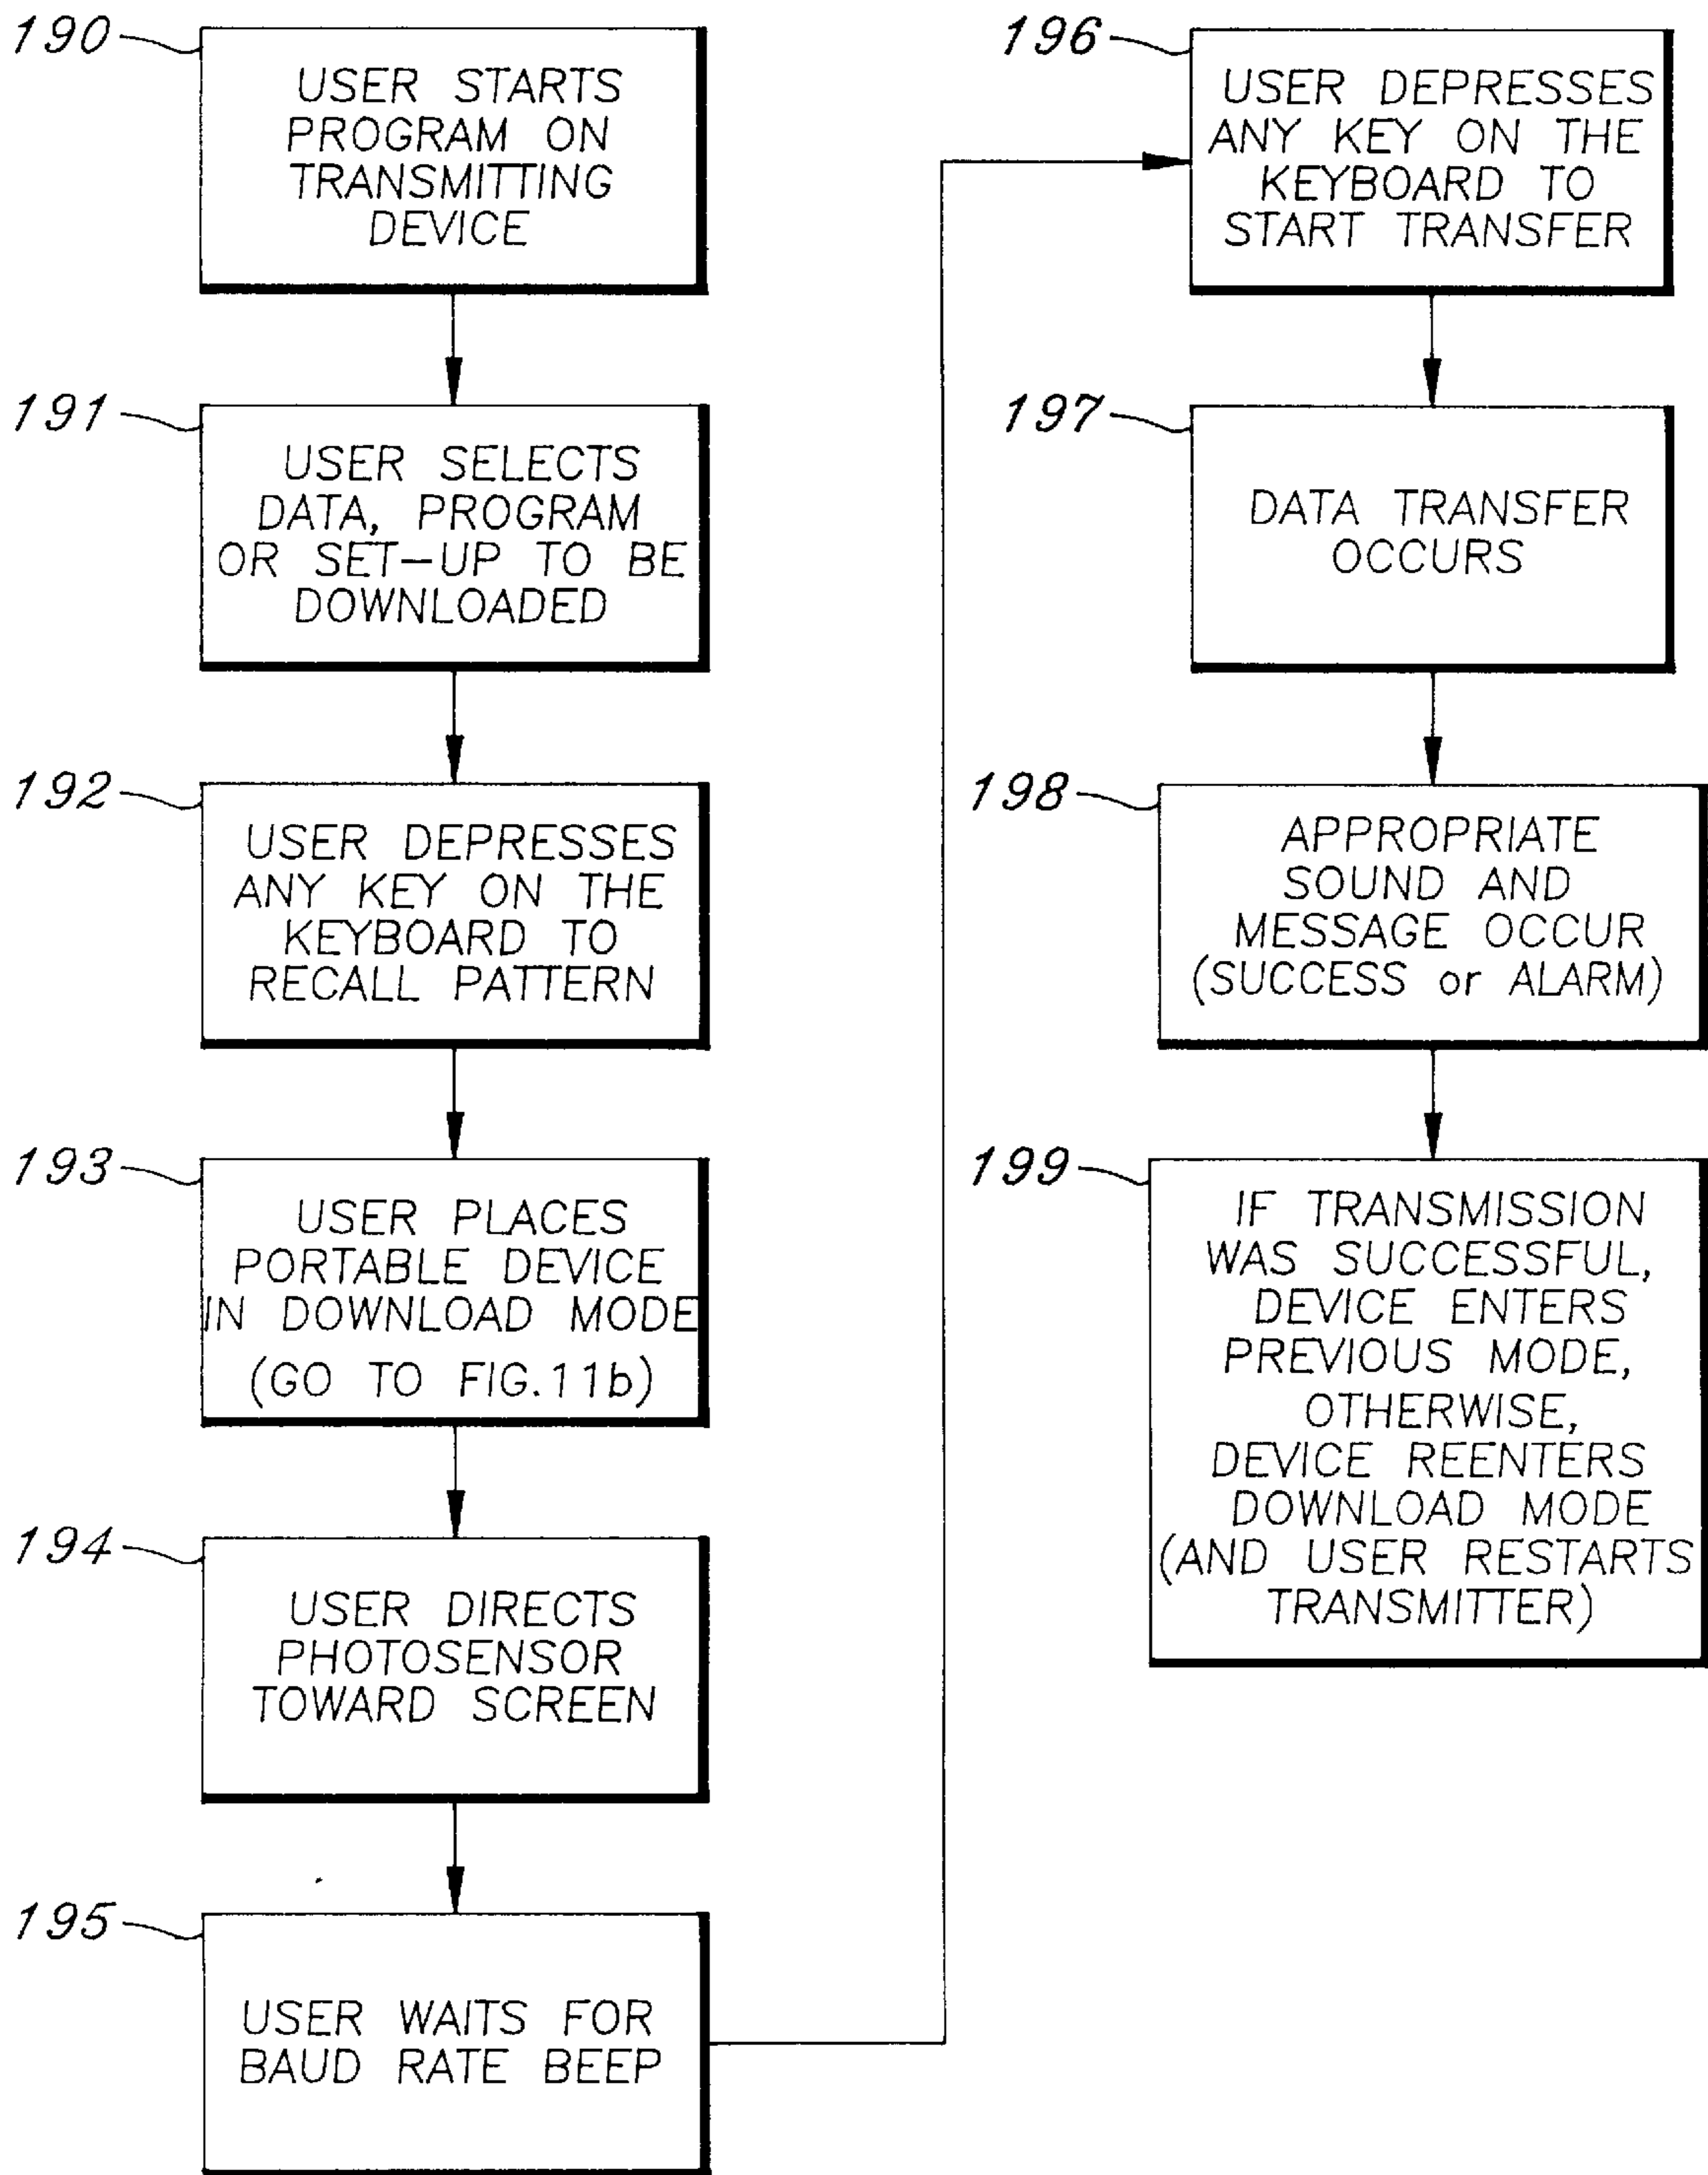 190
USER STARTS
PROGRAM ON
TRANSMITTING
DEVICE
191
USER SELECTS
DATA, PROGRAM
OR SET-UP TO BE
DOWNLOADED
192
USER DEPRESSES
ANY KEY ON THE
KEYBOARD TO
RECALL PATTERN
193
USER PLACES
PORTABLE DEVICE
IN DOWNLOAD MODE
(GO TO FIG.11b)
194
USER DIRECTS
PHOTOSENSOR
TOWARD SCREEN
195
USER WAITS FOR
BAUD RATE BEEP
196
USER DEPRESSES
ANY KEY ON THE
KEYBOARD TO
START TRANSFER
197
DATA TRANSFER
OCCURS
198
APPROPRIATE
SOUND AND
MESSAGE OCCUR
(SUCCESS or ALARM)
199
IF TRANSMISSION
WAS SUCCESSFUL,
DEVICE ENTERS
PREVIOUS MODE,
OTHERWISE,
DEVICE REENTERS
DOWNLOAD MODE
(AND USER RESTARTS
TRANSMITTER)